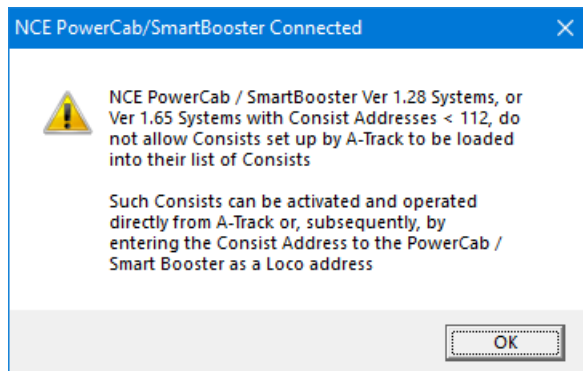 NCE PowerCab/SmartBooster Connected
NCE PowerCab / SmartBooster Ver 1.28 Systems, or
Ver 1.65 Systems with Consist Addresses < 112, do
not allow Consists set up by A-Track to be loaded
into their list of Consists
Such Consists can be activated and operated
directly from A-Track or, subsequently, by
entering the Consist Address to the PowerCab /
Smart Booster as a Loco address
OK